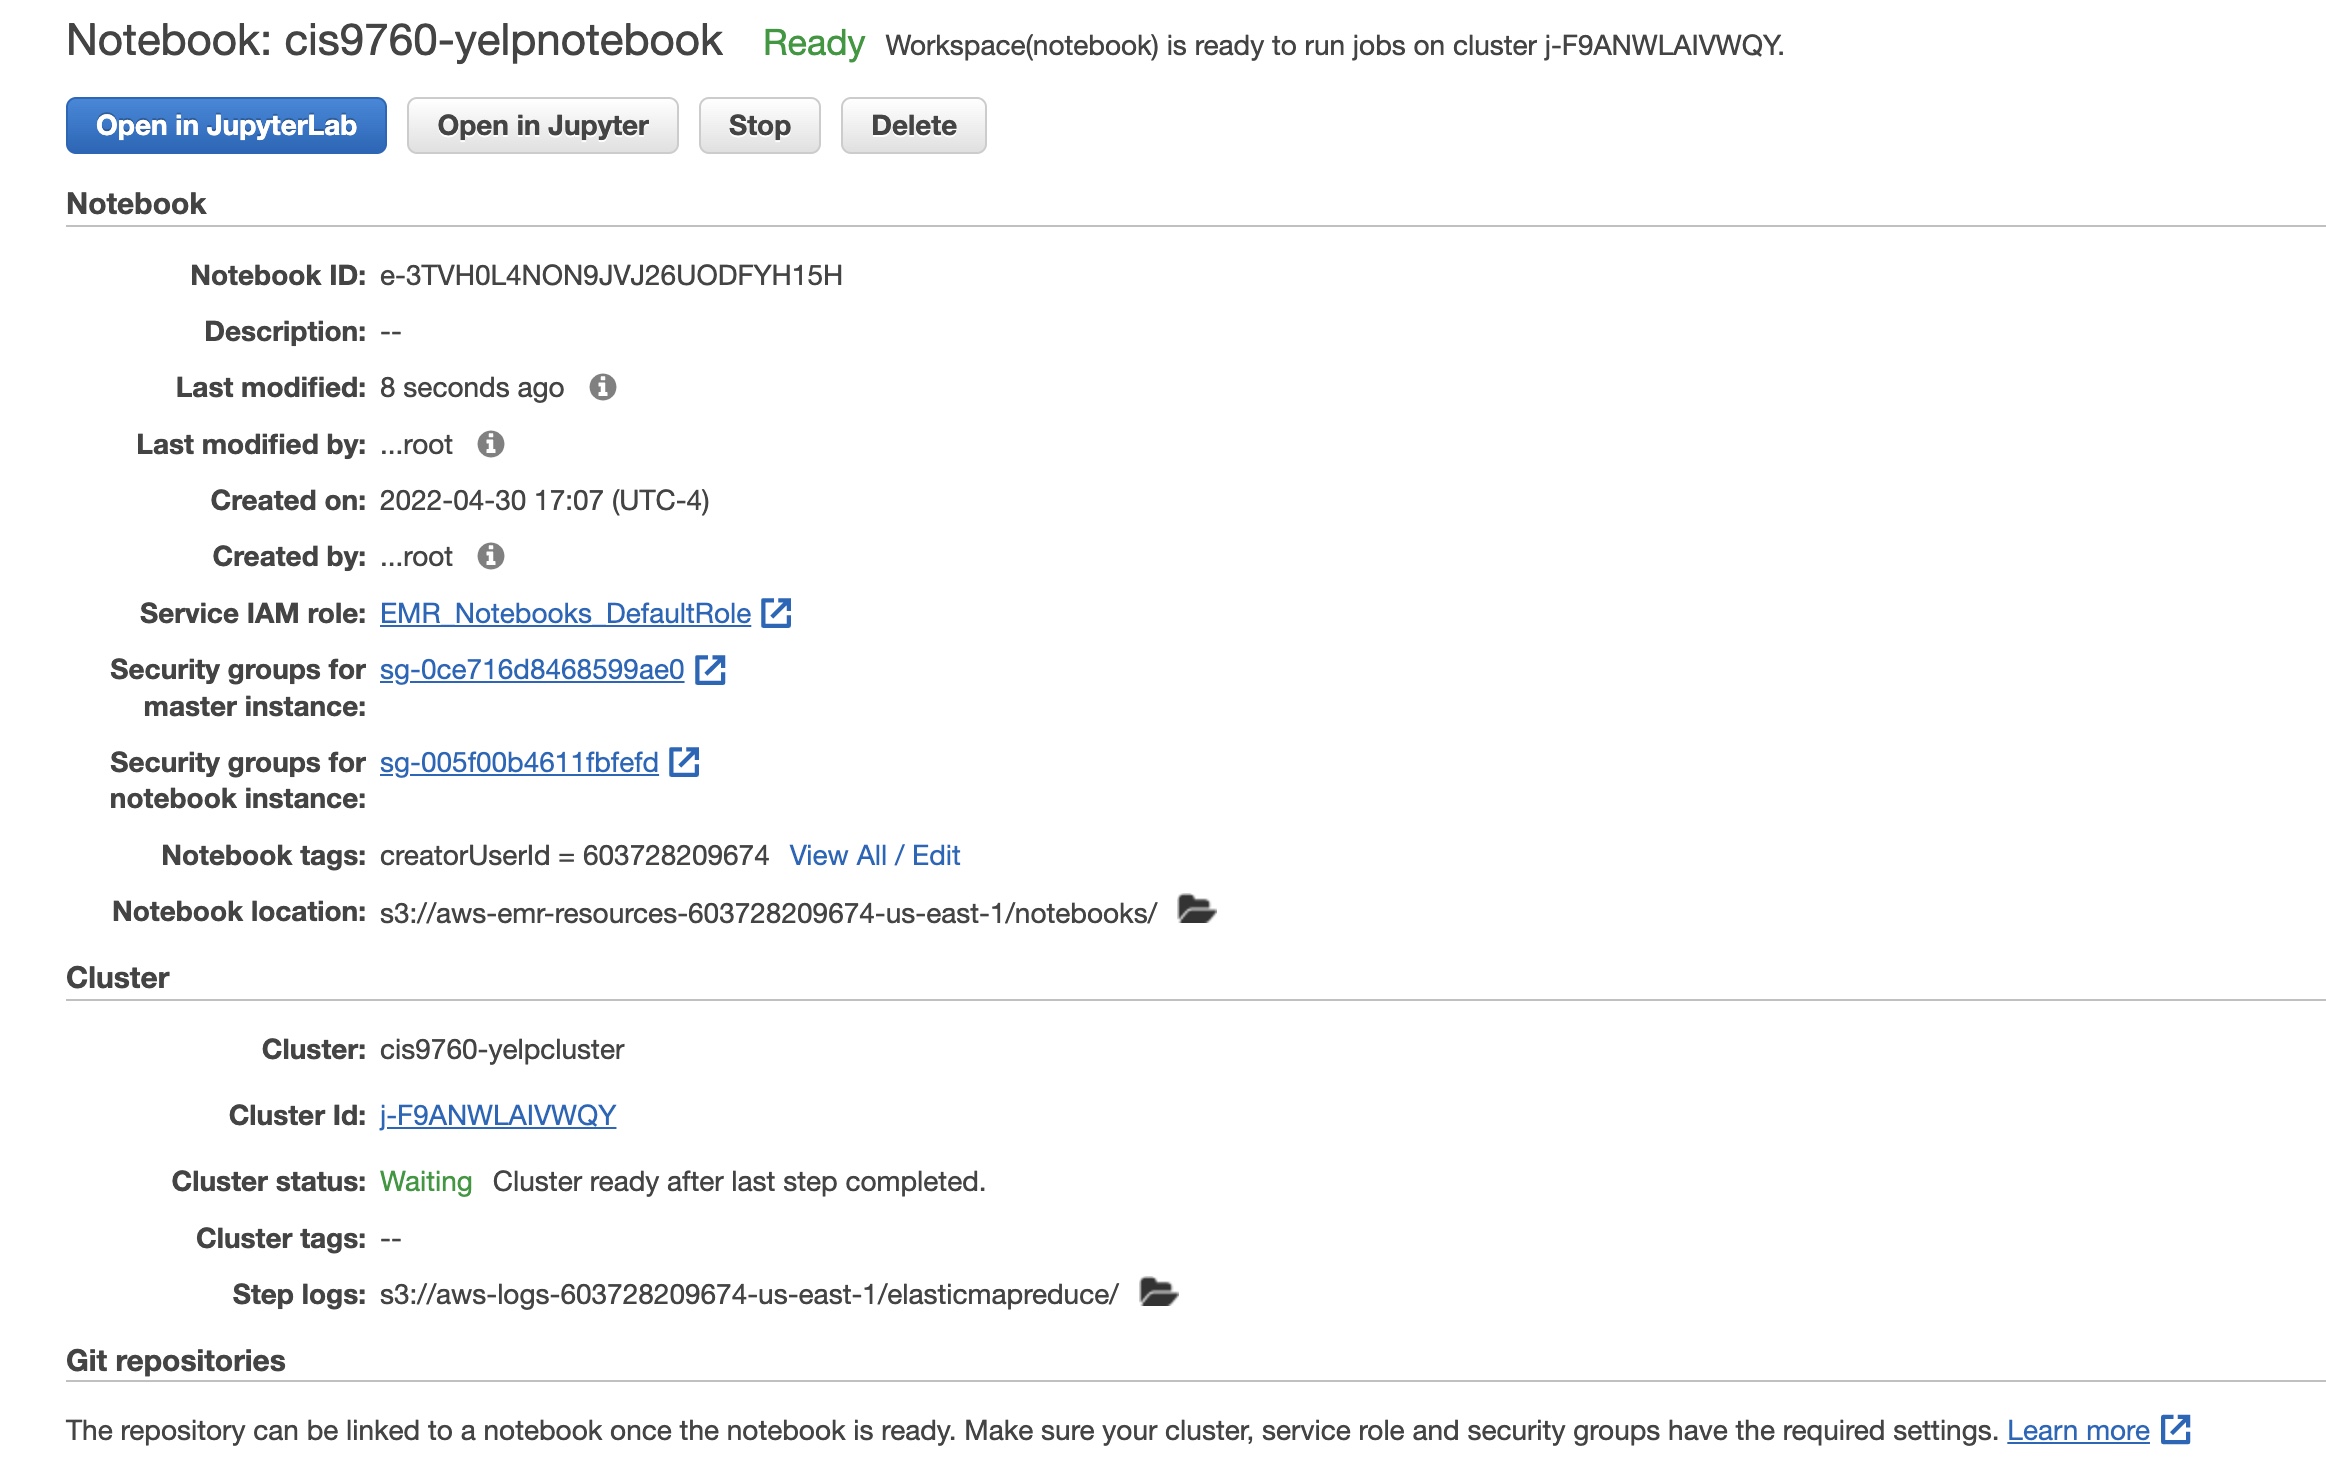 Notebook: cis9760-yelpnotebook Ready Workspace(notebook) is ready to run jobs on cluster j-F9ANWLAIVWQY.
Open in JupyterLab Open in Jupyter Stop Delete
Notebook
Notebook ID: e-3TVH0L4NON9JVJ26UODFYH15H
Description: --
Last modified: 8 seconds ago
Last modified by: ...root
Created on: 2022-04-30 17:07 (UTC-4)
Created by: ...root
Service IAM role: EMR_Notebooks_DefaultRole
Security groups for sg-0ce716d8468599ae0
master instance:
Security groups for sg-005f00b4611fbfefd
notebook instance:
Notebook tags: creatorUserId = 603728209674 View All / Edit
Notebook location: s3://aws-emr-resources-603728209674-us-east-1/notebooks/
Cluster
Cluster: cis9760-yelpcluster
Cluster Id: j-F9ANWLAIVWQY
Cluster status: Waiting Cluster ready after last step completed.
Cluster tags: --
Step logs: s3://aws-logs-603728209674-us-east-1/elasticmapreduce/
Git repositories
The repository can be linked to a notebook once the notebook is ready. Make sure your cluster, service role and security groups have the required settings. Learn more